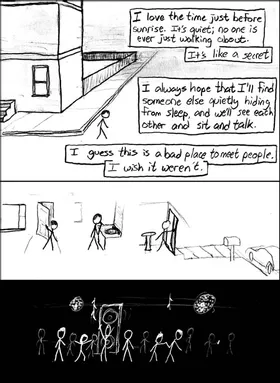 I love the time just before
sunrise. It's quiet; no one is
ever just walking about.
It's like a secret
I always hope that I'll find
someone else quietly hiding
from sleep, and we'll see each
other and sit and talk.
I guess this is a bad place to meet people.
I wish it weren't.